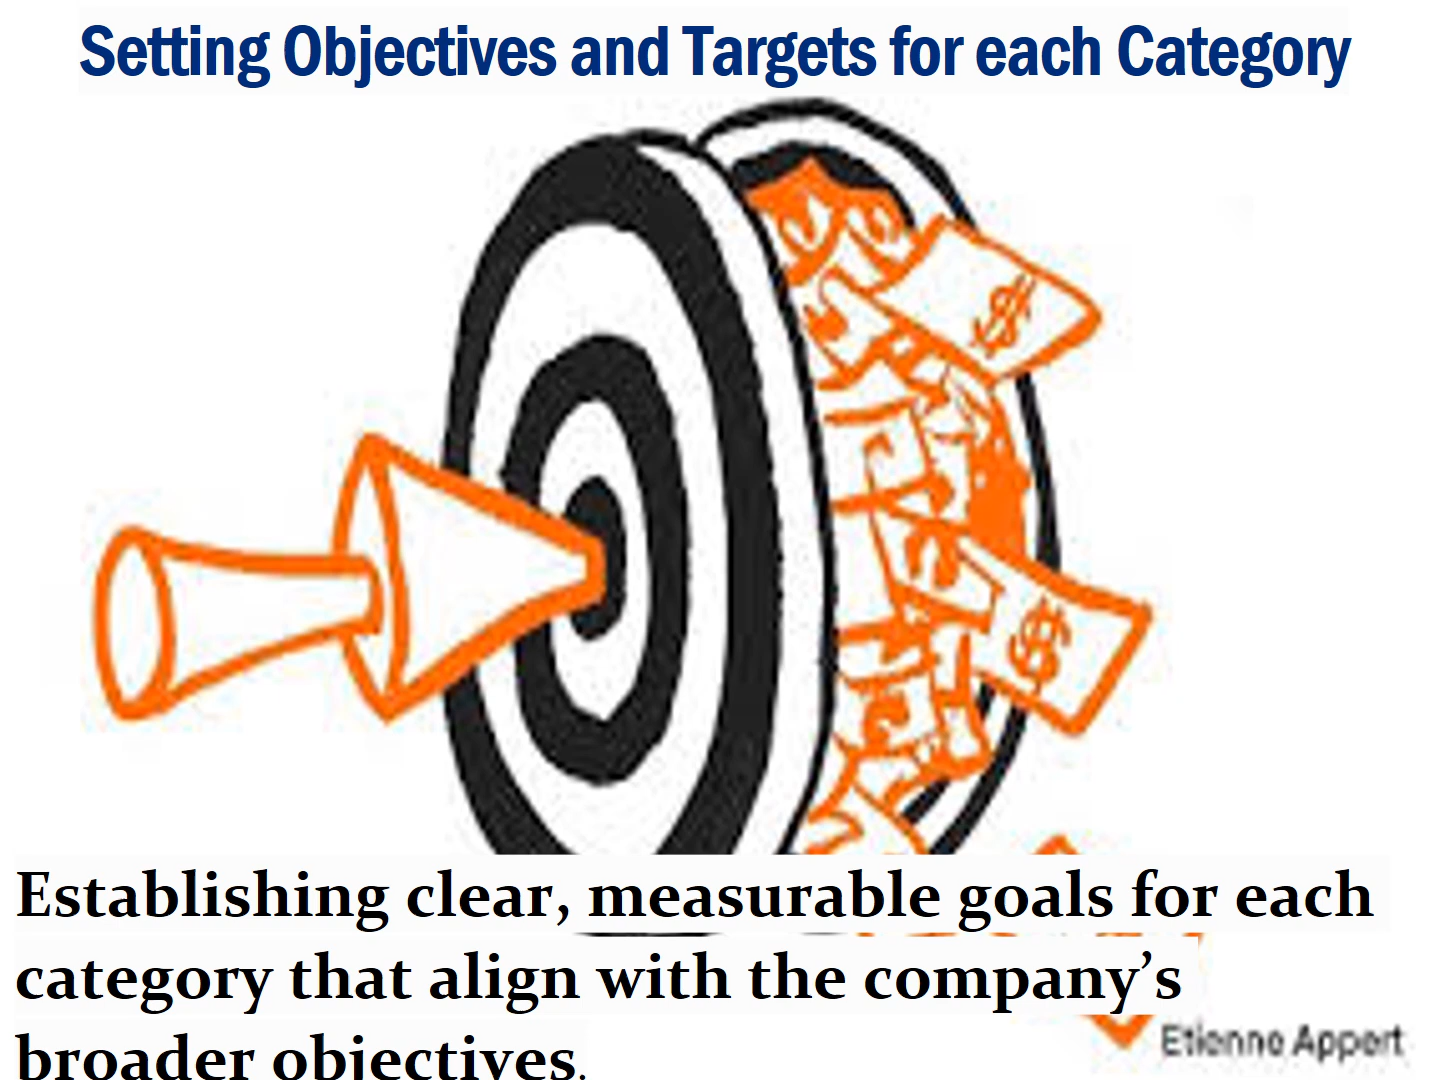 Setting Objectives and Targets for each Category
$
$
Establishing clear, measurable goals for each
category that align with the company’s
broader objectives.
Etienne Appert